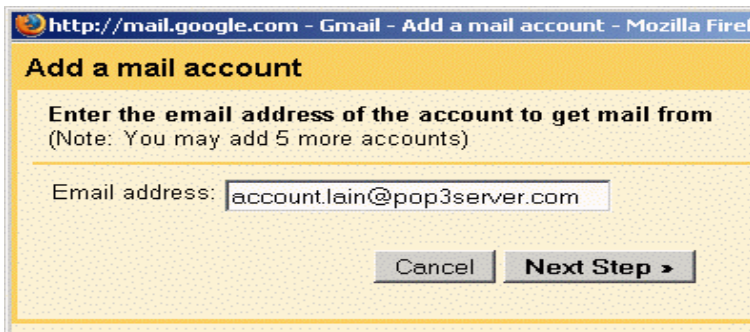 http://mail.google.com - Gmail - Add a mail account - Mozilla Firef
Add a mail account
Enter the email address of the account to get mail from
(Note: You may add 5 more accounts)
Email address: account.lain@pop3server.com
Cancel Next Step »